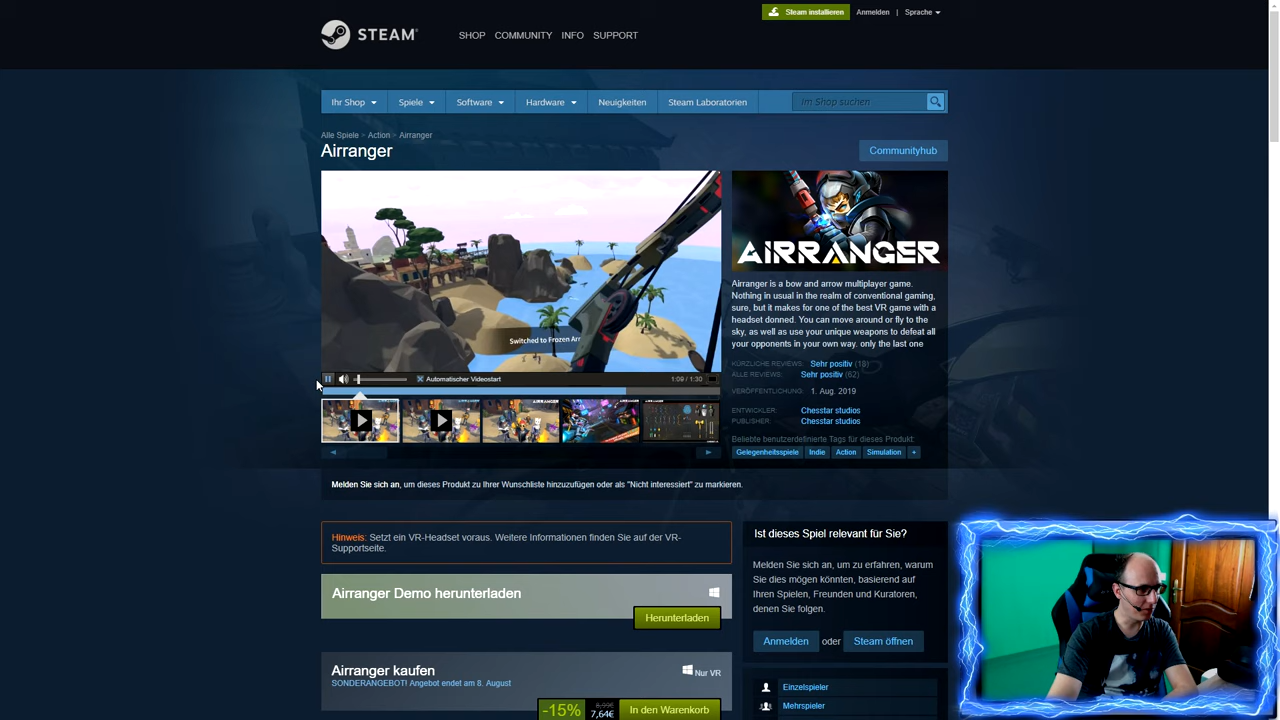 Steam installieren
Anmelden | Sprache
STEAM
SHOP COMMUNITY INFO SUPPORT
Ihr Shop Spiele Software Hardware Neuigkeiten Steam Laboratorien
Im Shop suchen
Alle Spiele > Action > Airranger
Airranger
Communityhub
Switched to Frozen Arr
AIRRANGER
Airranger is a bow and arrow multiplayer game.
Nothing in usual in the realm of conventional gaming,
sure, but it makes for one of the best VR game with a
headset donned. You can move around or fly to the
sky, as well as use your unique weapons to defeat all
your opponents in your own way. only the last one
KÜRZLICHE REVIEWS: Sehr positiv (18)
ALLE REVIEWS: Sehr positiv (62)
VERÖFFENTLICHUNG: 1. Aug. 2019
ENTWICKLER: Chesstar studios
PUBLISHER: Chesstar studios
Beliebte benutzerdefinierte Tags für dieses Produkt:
Gelegenheitsspiele Indie Action Simulation +
Automatischer Videostart
1:09 / 1:30
Melden Sie sich an, um dieses Produkt zu Ihrer Wunschliste hinzuzufügen oder als "Nicht interessiert" zu markieren.
Hinweis: Setzt ein VR-Headset voraus. Weitere Informationen finden Sie auf der VR-
Supportseite.
Airranger Demo herunterladen
Herunterladen
Airranger kaufen
SONDERANGEBOT! Angebot endet am 8. August
Nur VR
-15% 8,99€ 7,64€ In den Warenkorb
Ist dieses Spiel relevant für Sie?
Melden Sie sich an, um zu erfahren, warum
Sie dies mögen könnten, basierend auf
Ihren Spielen, Freunden und Kuratoren,
denen Sie folgen.
Anmelden oder Steam öffnen
Einzelspieler
Mehrspieler